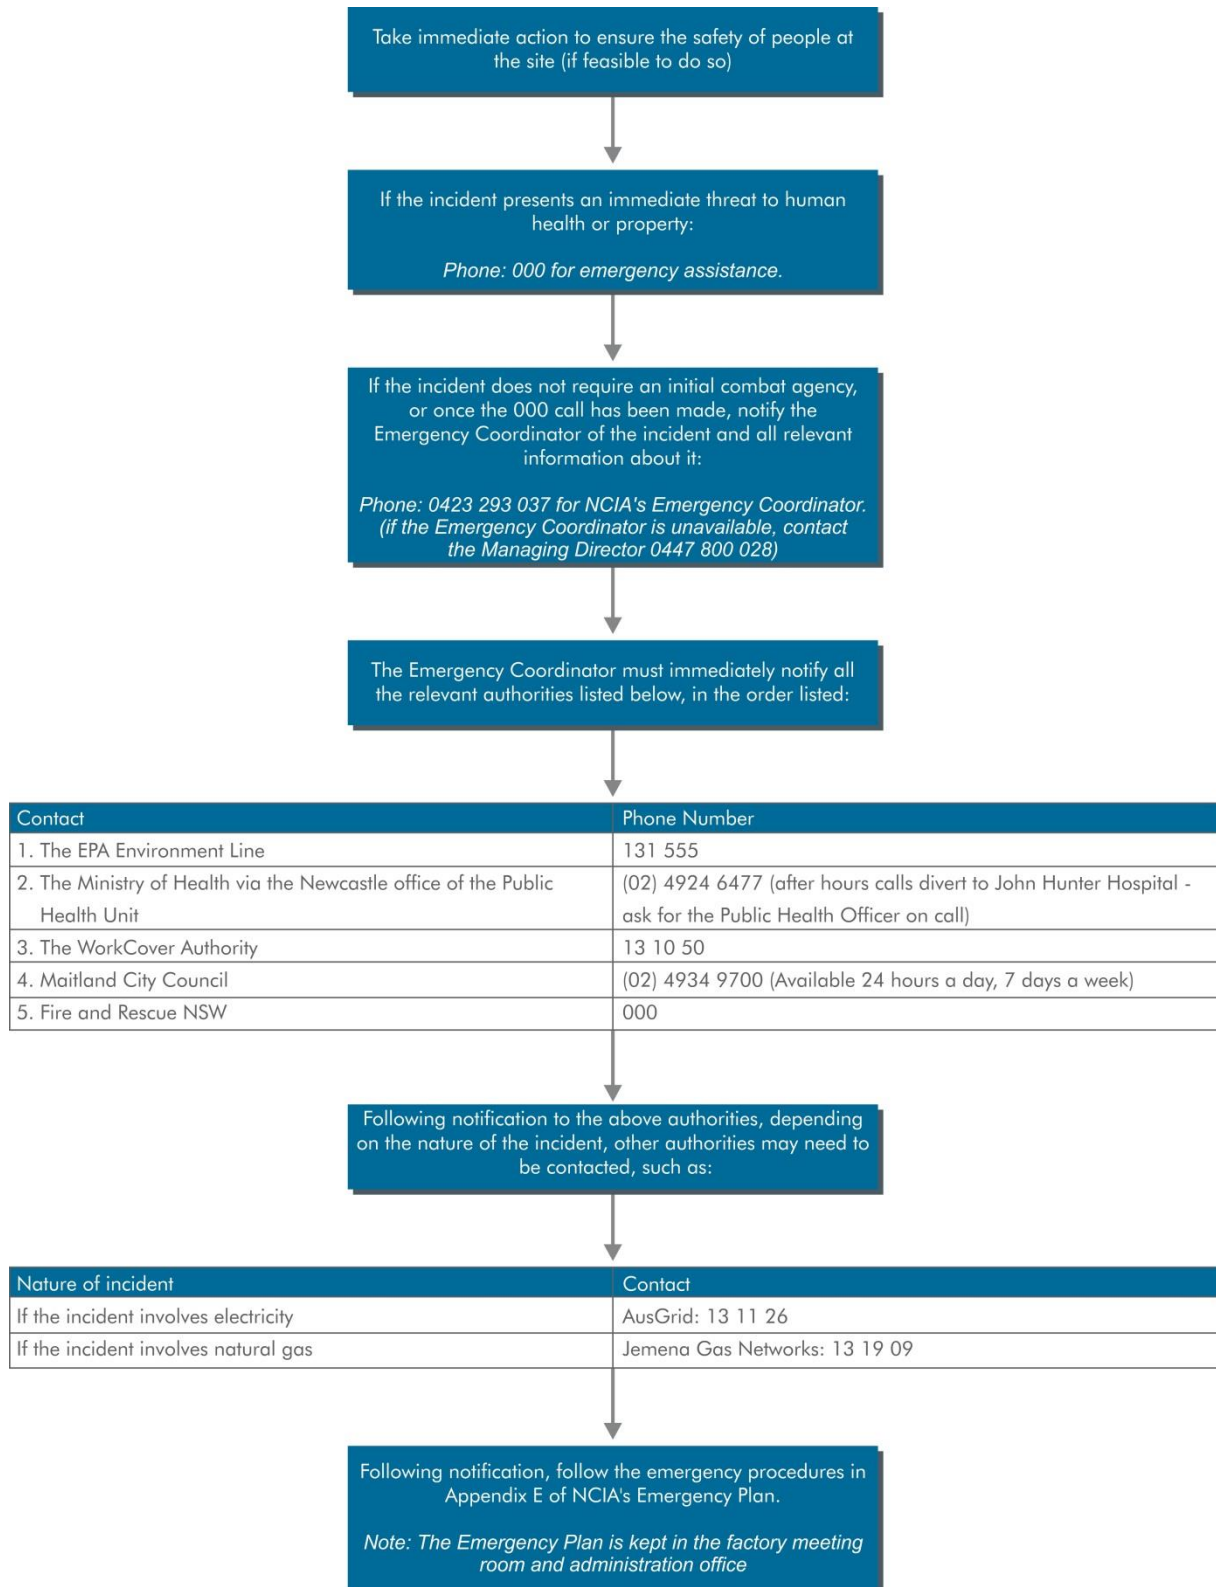 Take immediate action to ensure the safety of people at
the site (if feasible to do so)
If the incident presents an immediate threat to human
health or property:
Phone: 000 for emergency assistance.
If the incident does not require an initial combat agency,
or once the 000 call has been made, notify the
Emergency Coordinator of the incident and all relevant
information about it:
Phone: 0423 293 037 for NCIA's Emergency Coordinator.
(if the Emergency Coordinator is unavailable, contact
the Managing Director 0447 800 028)
The Emergency Coordinator must immediately notify all
the relevant authorities listed below, in the order listed:
Contact
Phone Number
1. The EPA Environment Line
131 555
2. The Ministry of Health via the Newcastle office of the Public
Health Unit
(02) 4924 6477 (after hours calls divert to John Hunter Hospital -
ask for the Public Health Officer on call)
3. The WorkCover Authority
13 10 50
4. Maitland City Council
(02) 4934 9700 (Available 24 hours a day, 7 days a week)
5. Fire and Rescue NSW
000
Following notification to the above authorities, depending
on the nature of the incident, other authorities may need to
be contacted, such as:
Nature of incident
Contact
If the incident involves electricity
AusGrid: 13 11 26
If the incident involves natural gas
Jemena Gas Networks: 13 19 09
Following notification, follow the emergency procedures in
Appendix E of NCIA's Emergency Plan.
Note: The Emergency Plan is kept in the factory meeting
room and administration office